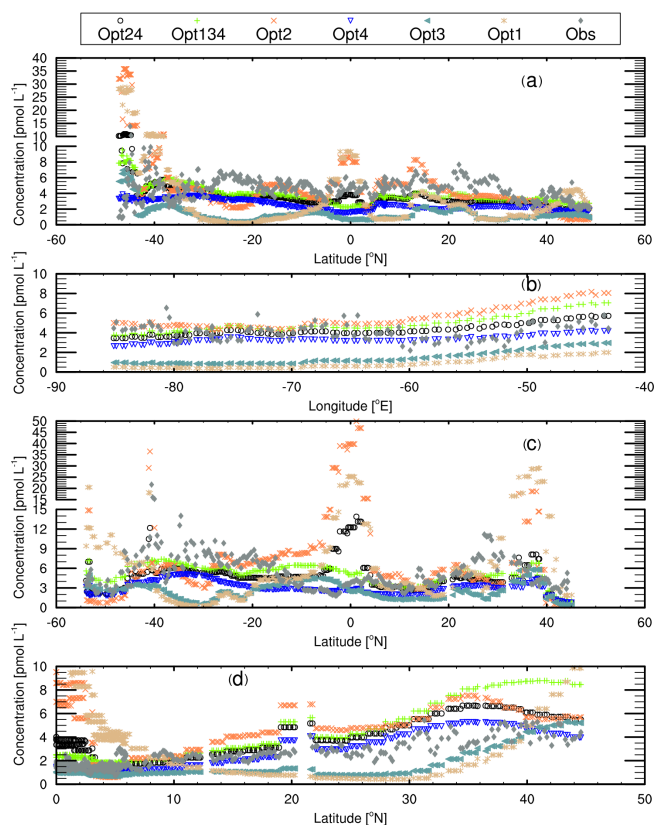 Opt24 Opt134 Opt2 Opt4 Opt3 Opt1 Obs
(a)
Concentration [pmol L⁻¹]
40
35
30
25
20
15
10
10
8
6
4
2
0
-60 -40 -20 0 20 40 60
Latitude [°N]
(b)
Concentration [pmol L⁻¹]
10
8
6
4
2
0
-90 -80 -70 -60 -50 -40
Longitude [°E]
(c)
Concentration [pmol L⁻¹]
50
45
40
35
30
25
20
15
15
12
9
6
3
0
-60 -40 -20 0 20 40 60
Latitude [°N]
(d)
Concentration [pmol L⁻¹]
10
8
6
4
2
0
0 10 20 30 40 50
Latitude [°N]